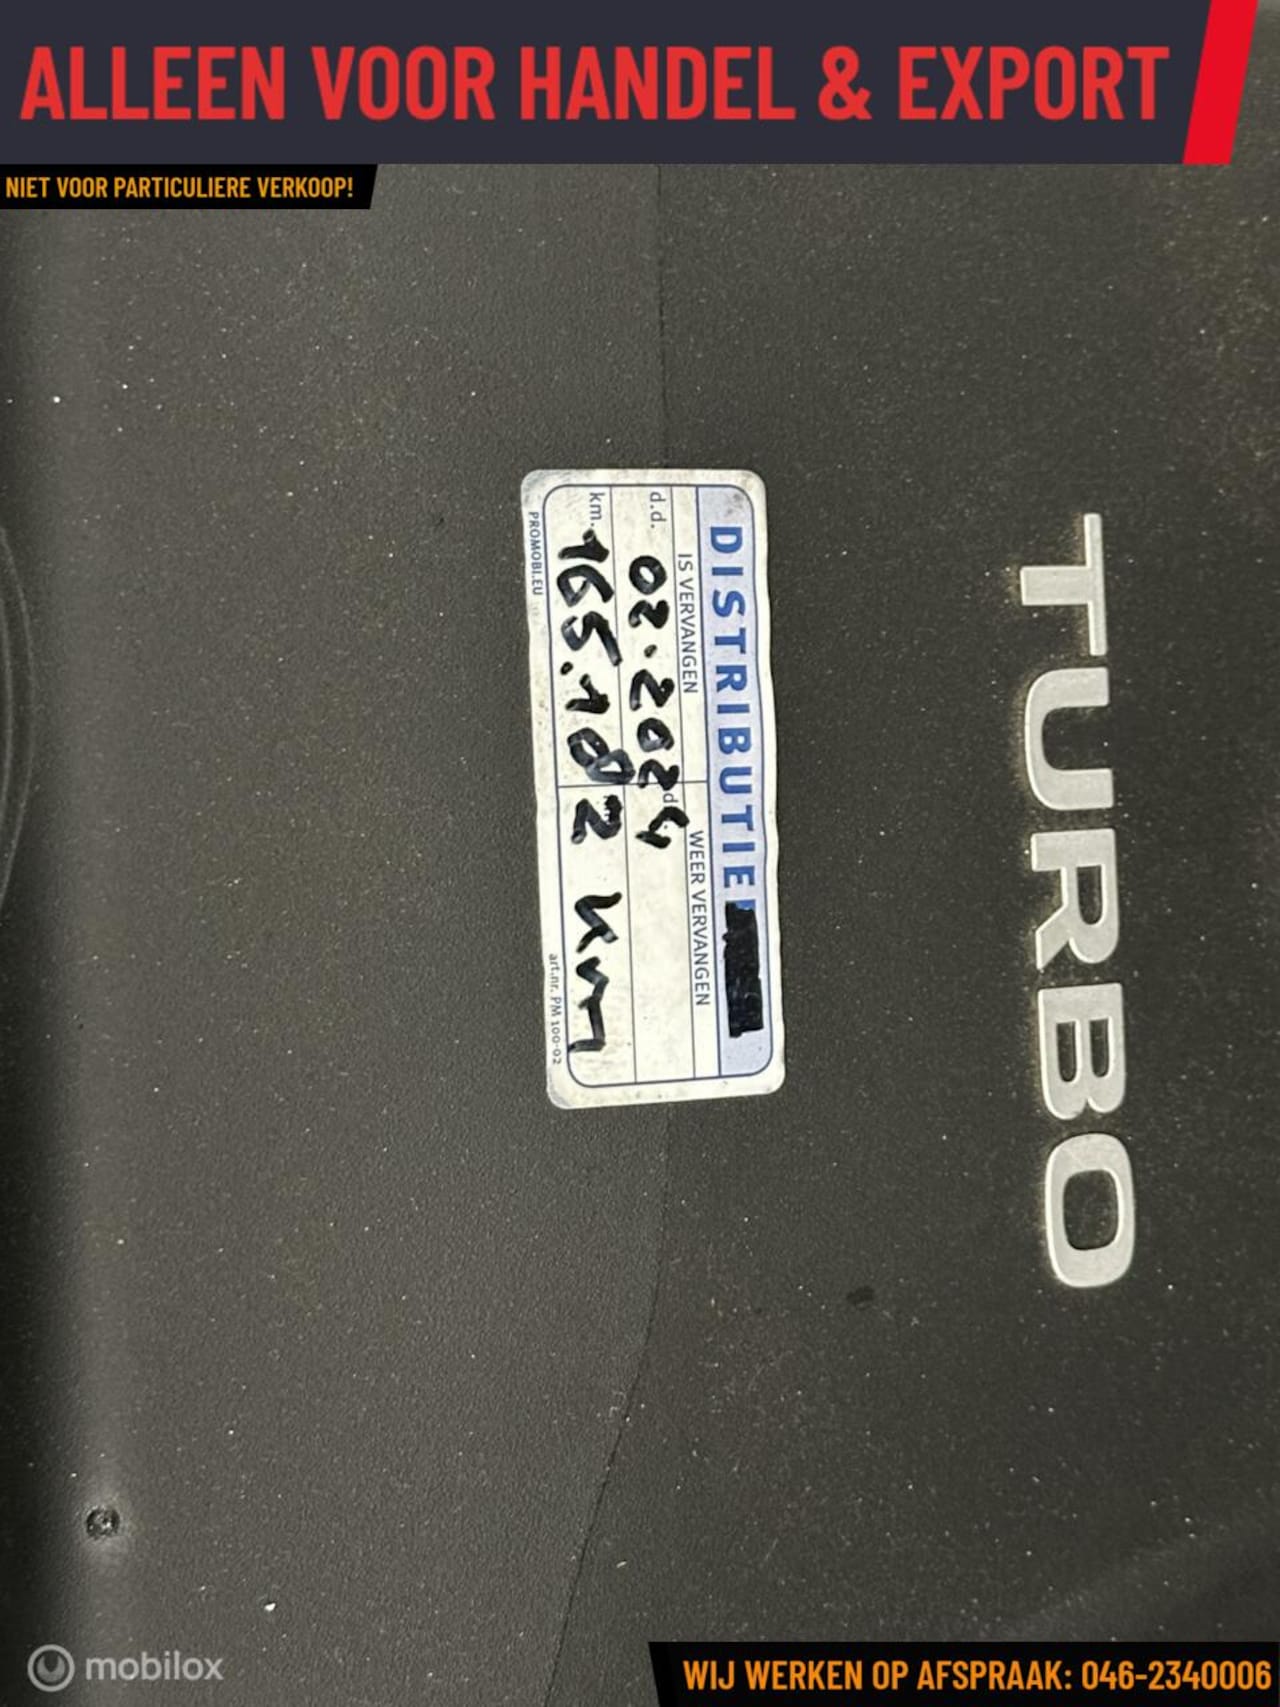 ALLEEN VOOR HANDEL & EXPORT
NIET VOOR PARTICULIERE VERKOOP!
DISTRIBUTIE
IS VERVANGEN
WEER VERVANGEN
d.d. 02.2024
km. 165.102 km
PROMOBI.EU
art.nr. PM 100-02
TURBO
mobilox
WIJ WERKEN OP AFSPRAAK: 046-2340006